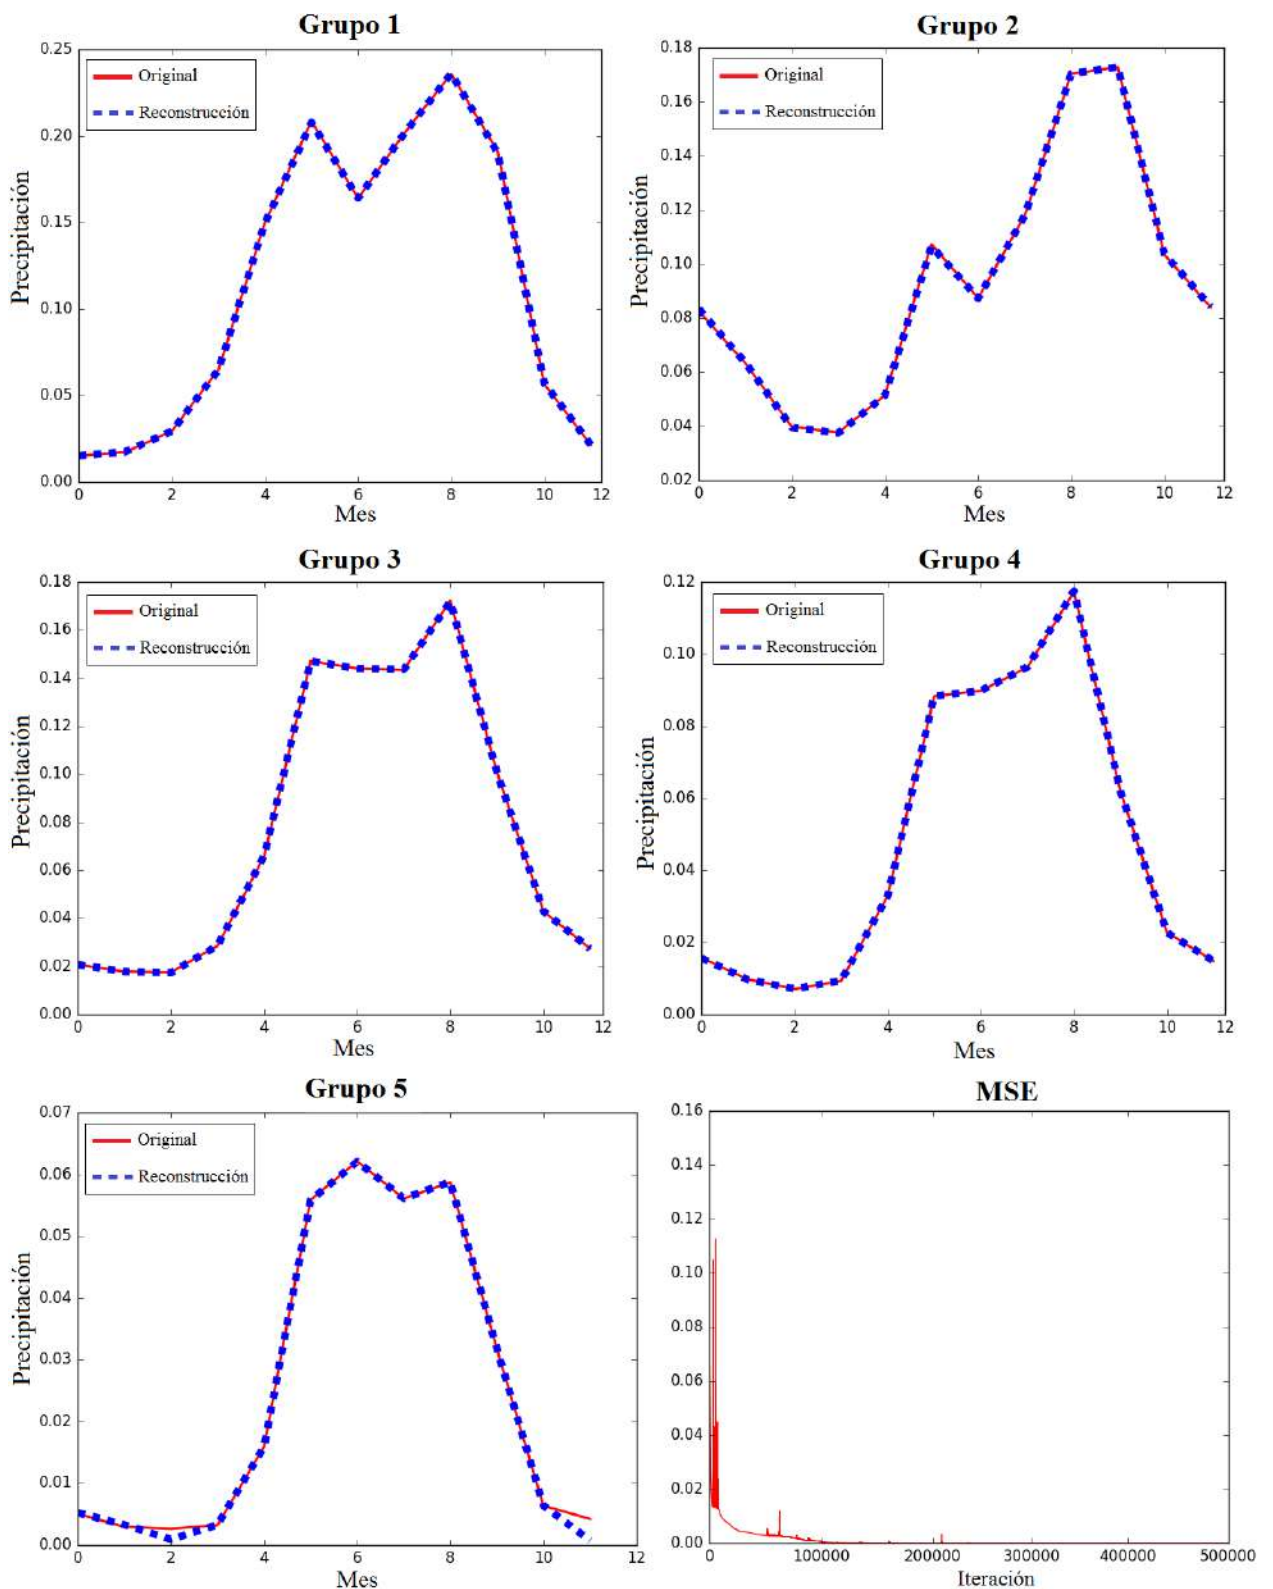 Grupo 1
0.25
0.20
0.15
0.10
0.05
0.00
Original
Reconstrucción
Precipitación
0 2 4 6 8 10 12
Mes
Grupo 2
0.18
0.16
0.14
0.12
0.10
0.08
0.06
0.04
0.02
Original
Reconstrucción
Precipitación
0 2 4 6 8 10 12
Mes
Grupo 3
0.18
0.16
0.14
0.12
0.10
0.08
0.06
0.04
0.02
0.00
Original
Reconstrucción
Precipitación
0 2 4 6 8 10 12
Mes
Grupo 4
0.12
0.10
0.08
0.06
0.04
0.02
0.00
Original
Reconstrucción
Precipitación
0 2 4 6 8 10 12
Mes
Grupo 5
0.07
0.06
0.05
0.04
0.03
0.02
0.01
0.00
Original
Reconstrucción
Precipitación
0 2 4 6 8 10 12
Mes
MSE
0.16
0.14
0.12
0.10
0.08
0.06
0.04
0.02
0.00
0 100000 200000 300000 400000 500000
Iteración